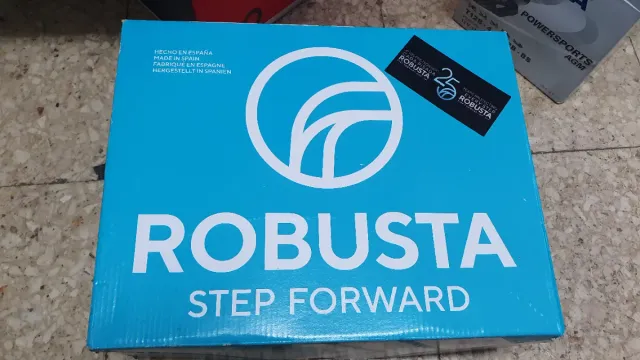 HECHO EN ESPAÑA
MADE IN SPAIN
FABRIQUÉ EN ESPAGNE
HERGESTELLT IN SPANIEN
ROBUSTA
25
ROBUSTA
POWERSPORTS
AGM
ROBUSTA
STEP FORWARD